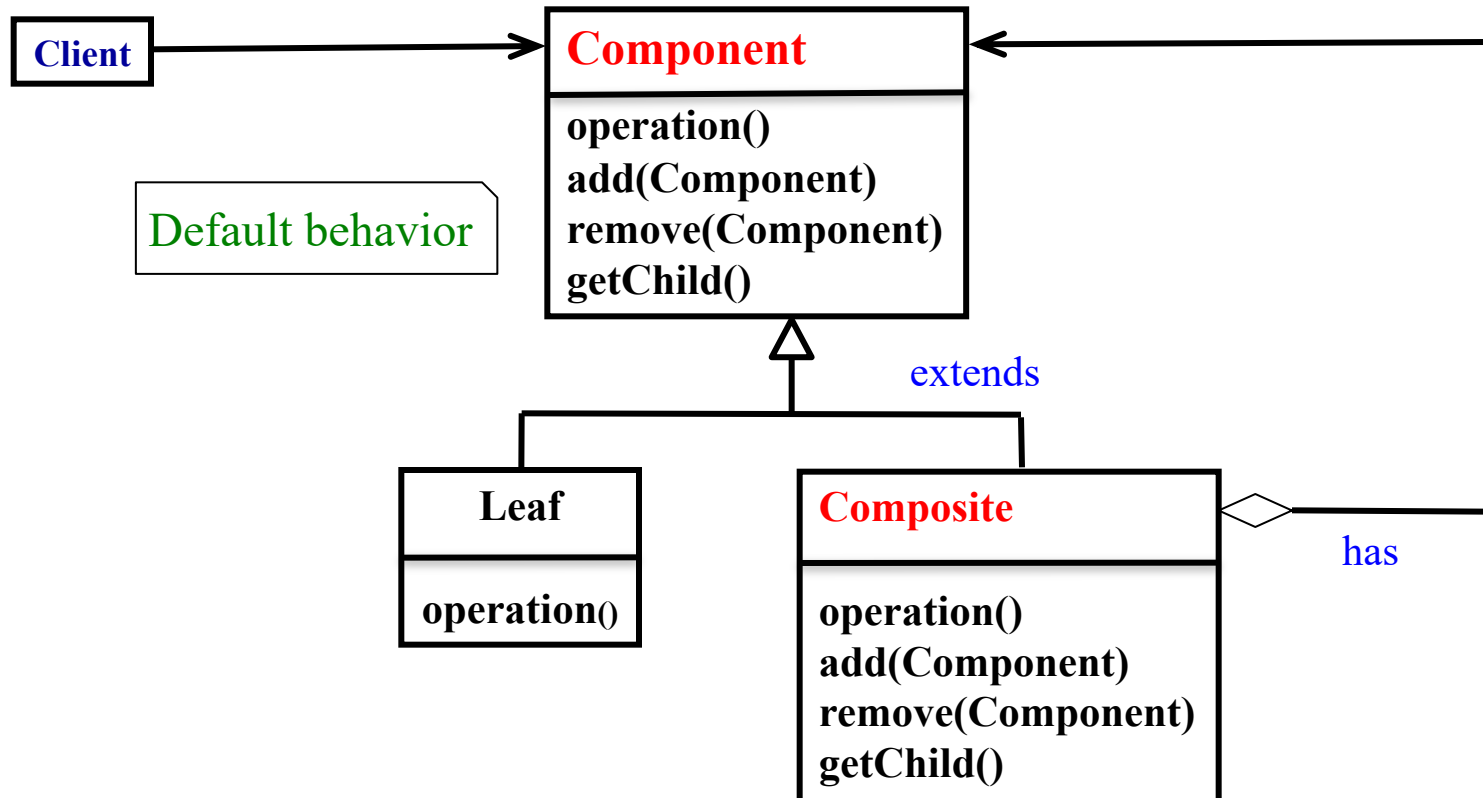 Client
Component
operation()
add(Component)
remove(Component)
getChild()
Default behavior
extends
Leaf
operation()
Composite
has
operation()
add(Component)
remove(Component)
getChild()